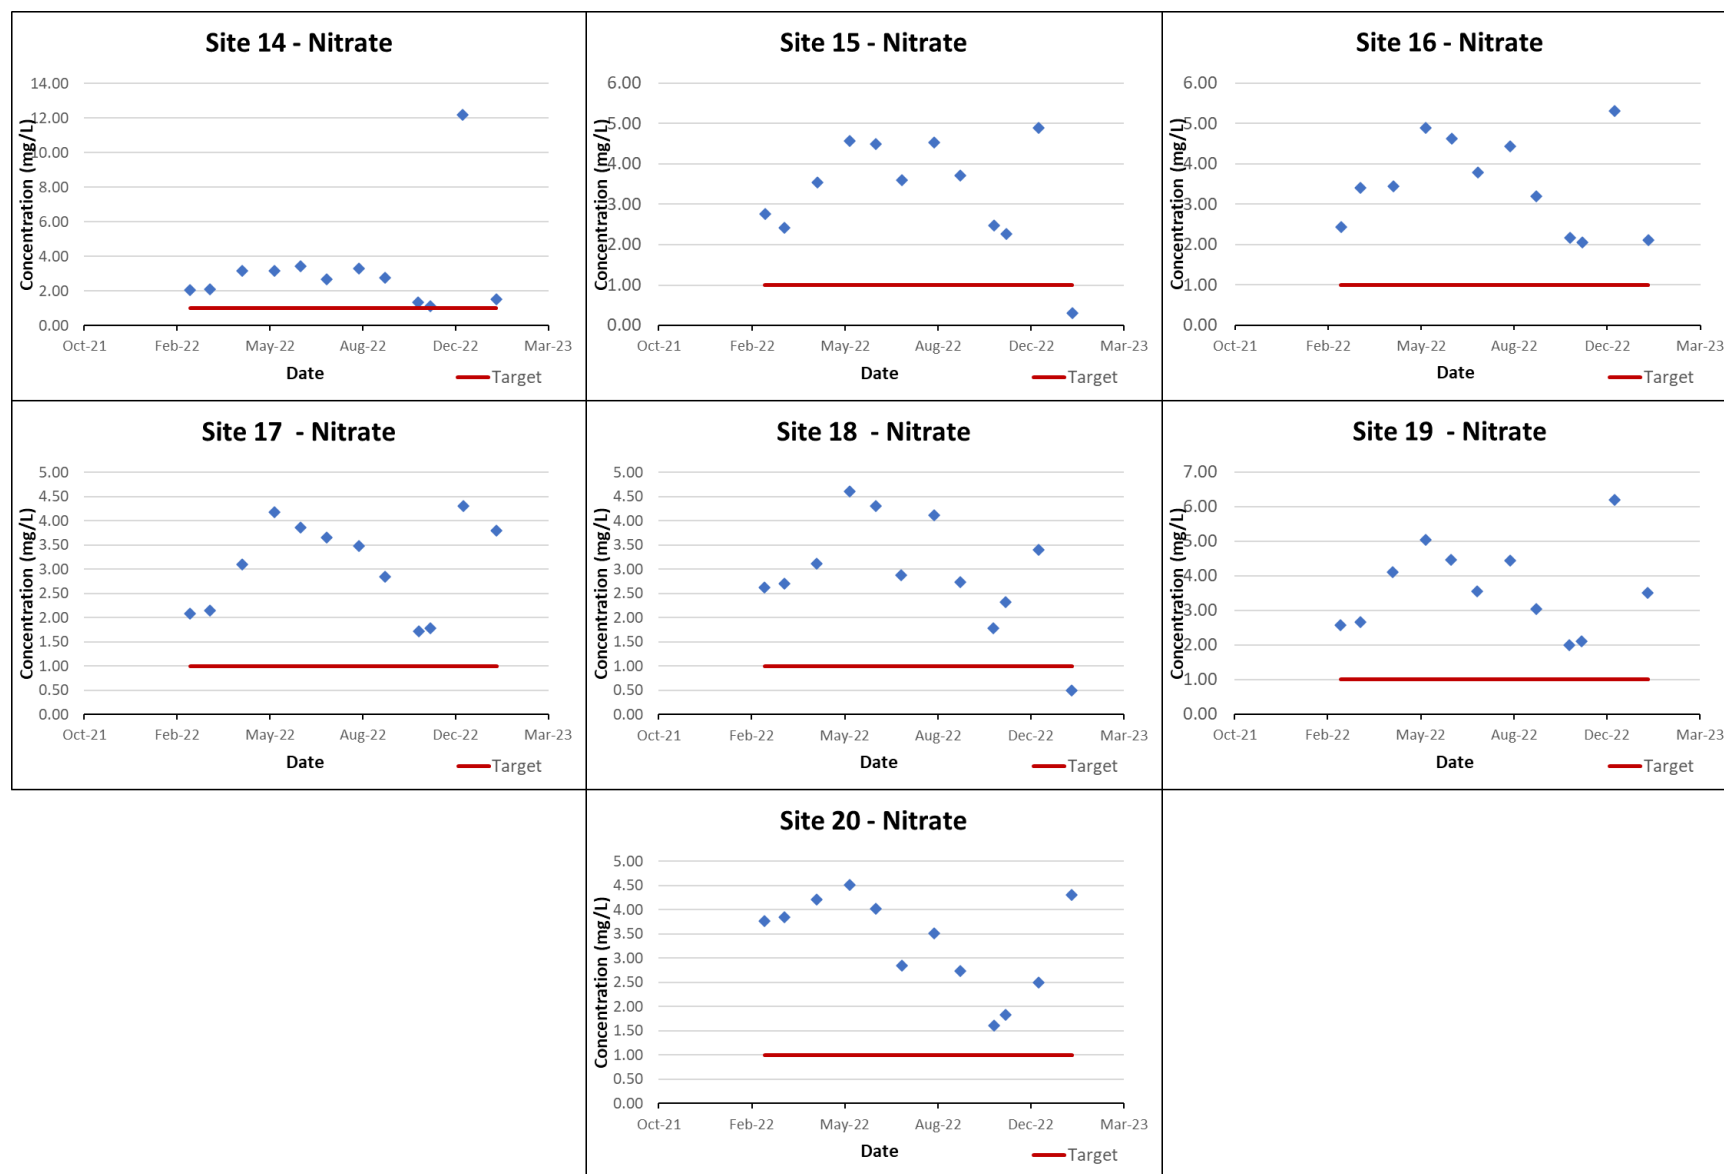 Site 14 - Nitrate
Concentration (mg/L)
14.00
12.00
10.00
8.00
6.00
4.00
2.00
0.00
Oct-21 Feb-22 May-22 Aug-22 Dec-22 Mar-23
Date
Target
Site 15 - Nitrate
Concentration (mg/L)
6.00
5.00
4.00
3.00
2.00
1.00
0.00
Oct-21 Feb-22 May-22 Aug-22 Dec-22 Mar-23
Date
Target
Site 16 - Nitrate
Concentration (mg/L)
6.00
5.00
4.00
3.00
2.00
1.00
0.00
Oct-21 Feb-22 May-22 Aug-22 Dec-22 Mar-23
Date
Target
Site 17 - Nitrate
Concentration (mg/L)
5.00
4.50
4.00
3.50
3.00
2.50
2.00
1.50
1.00
0.50
0.00
Oct-21 Feb-22 May-22 Aug-22 Dec-22 Mar-23
Date
Target
Site 18 - Nitrate
Concentration (mg/L)
5.00
4.50
4.00
3.50
3.00
2.50
2.00
1.50
1.00
0.50
0.00
Oct-21 Feb-22 May-22 Aug-22 Dec-22 Mar-23
Date
Target
Site 19 - Nitrate
Concentration (mg/L)
7.00
6.00
5.00
4.00
3.00
2.00
1.00
0.00
Oct-21 Feb-22 May-22 Aug-22 Dec-22 Mar-23
Date
Target
Site 20 - Nitrate
Concentration (mg/L)
5.00
4.50
4.00
3.50
3.00
2.50
2.00
1.50
1.00
0.50
0.00
Oct-21 Feb-22 May-22 Aug-22 Dec-22 Mar-23
Date
Target